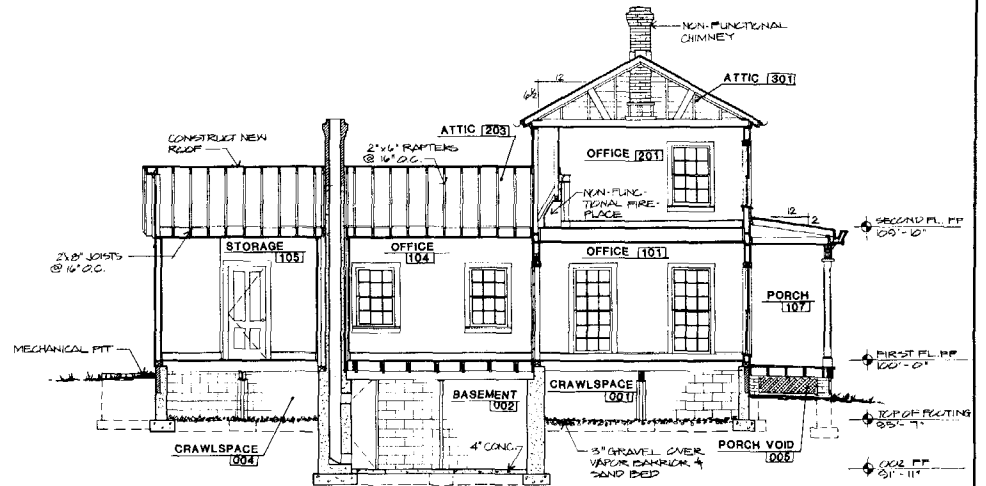 NON-FUNCTIONAL
CHIMNEY
12
6½
ATTIC 301
CONSTRUCT NEW
ROOF
2"x6" RAFTERS
@ 16" O.C.
ATTIC 203
OFFICE 201
NON-FUNC-
TIONAL FIRE-
PLACE
12
2
SECOND FL. FF
109'-10"
2"x8" JOISTS
@ 16" O.C.
STORAGE
105
OFFICE
104
OFFICE 101
PORCH
107
MECHANICAL PIT
FIRST FL. FF
100'-0"
BASEMENT
002
CRAWLSPACE
001
TOP OF FOOTING
95'-7"
CRAWLSPACE
004
4" CONC.
3" GRAVEL OVER
VAPOR BARRIOR &
SAND BED
PORCH VOID
005
002 FF
91'-11"